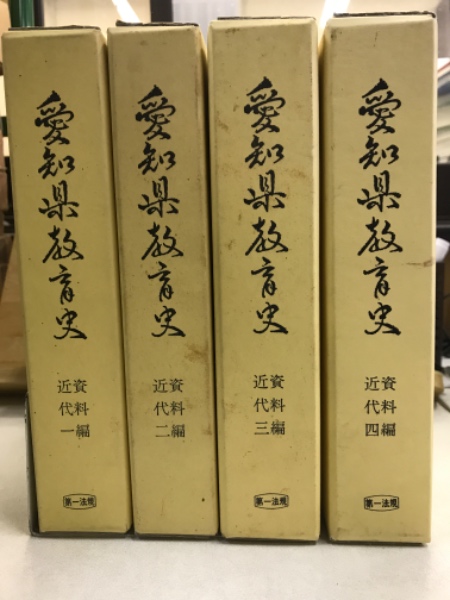 愛知県教育史
資料編
近代一
第一法規
愛知県教育史
資料編
近代二
第一法規
愛知県教育史
資料編
近代三
第一法規
愛知県教育史
資料編
近代四
第一法規